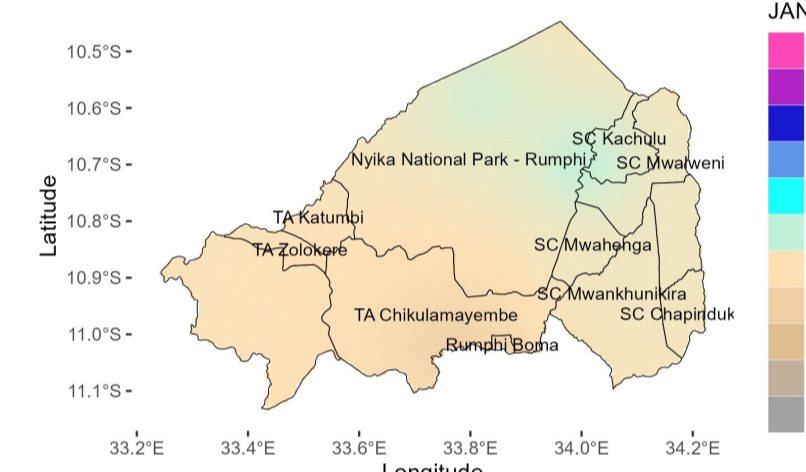 JAN
10.5°S
10.6°S
SC Kachulu
Nyika National Park - Rumphi
SC Mwalweni
10.7°S
TA Katumbi
10.8°S
SC Mwahenga
TA Zolokere
10.9°S
SC Mwankhunikira
TA Chikulamayembe
SC Chapinduk
11.0°S
Rumphi Boma
11.1°S
Latitude
33.2°E 33.4°E 33.6°E 33.8°E 34.0°E 34.2°E
Longitude